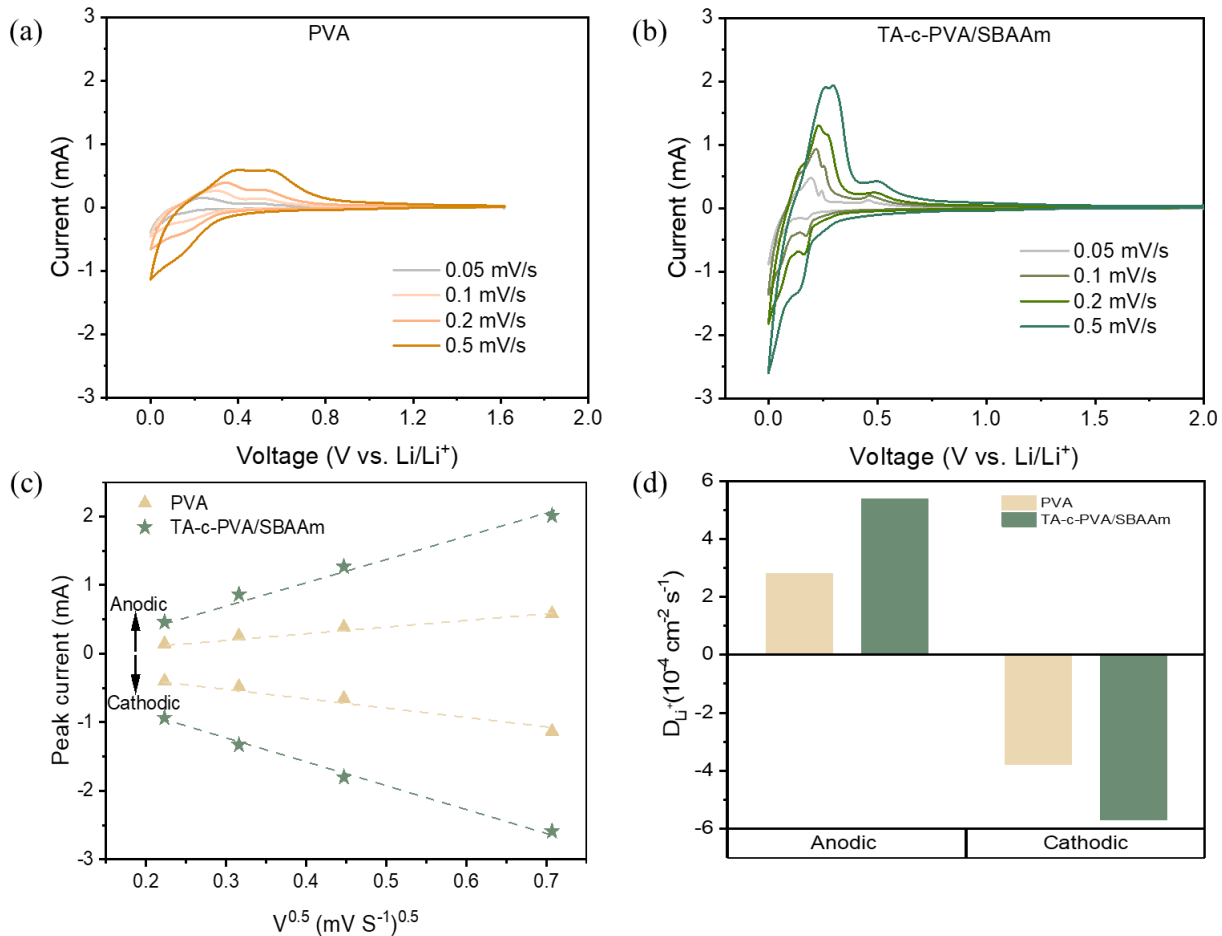 (a)
PVA
3
2
1
0
-1
-2
-3
Current (mA)
0.05 mV/s
0.1 mV/s
0.2 mV/s
0.5 mV/s
0.0 0.4 0.8 1.2 1.6 2.0
Voltage (V vs. Li/Li⁺)
(b)
TA-c-PVA/SBAAm
3
2
1
0
-1
-2
-3
Current (mA)
0.05 mV/s
0.1 mV/s
0.2 mV/s
0.5 mV/s
0.0 0.5 1.0 1.5 2.0
Voltage (V vs. Li/Li⁺)
(c)
PVA
TA-c-PVA/SBAAm
2
1
0
-1
-2
-3
Peak current (mA)
Anodic
Cathodic
0.2 0.3 0.4 0.5 0.6 0.7
V⁰·⁵ (mV S⁻¹)⁰·⁵
(d)
PVA
TA-c-PVA/SBAAm
6
4
2
0
-2
-4
-6
D_Li⁺(10⁻⁴ cm⁻² s⁻¹)
Anodic Cathodic